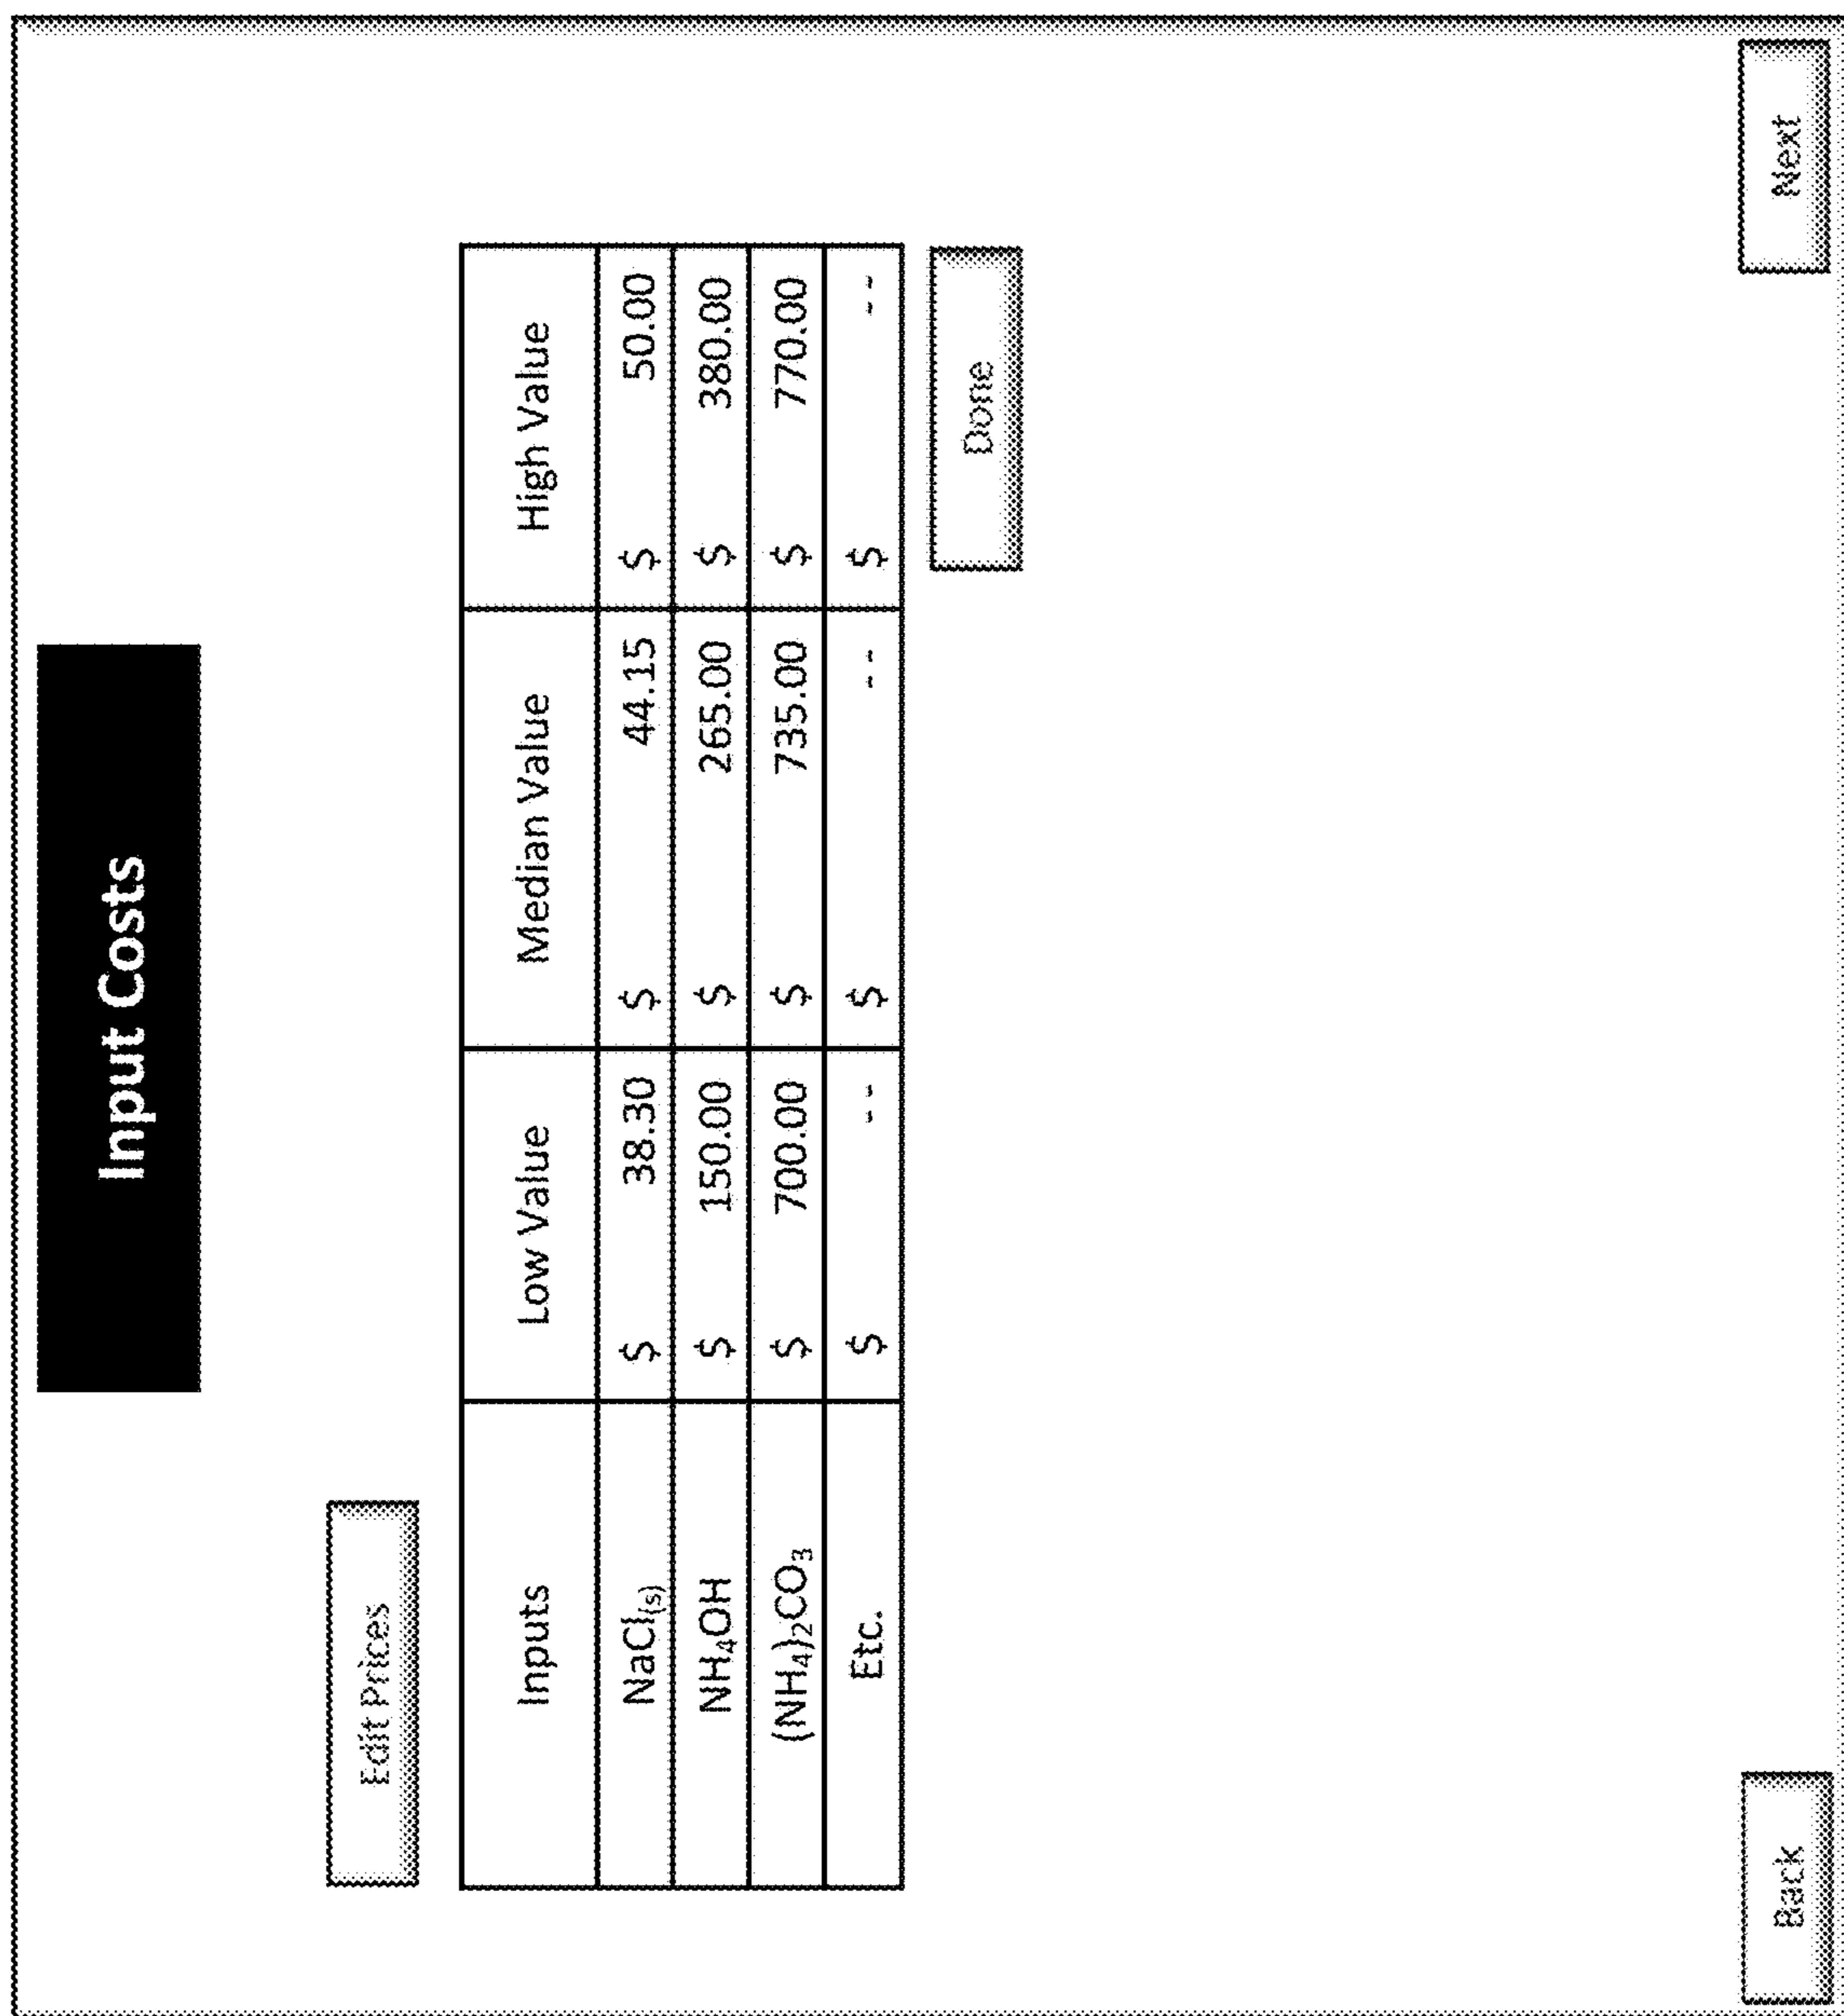 Input Costs
Edit Prices
Inputs Low Value Median Value High Value
NaCl(s) $ 38.30 $ 44.15 $ 50.00
NH₄OH $ 150.00 $ 265.00 $ 380.00
(NH₄)₂CO₃ $ 700.00 $ 735.00 $ 770.00
Etc. $ -- $ -- $ --
Done
Back Next